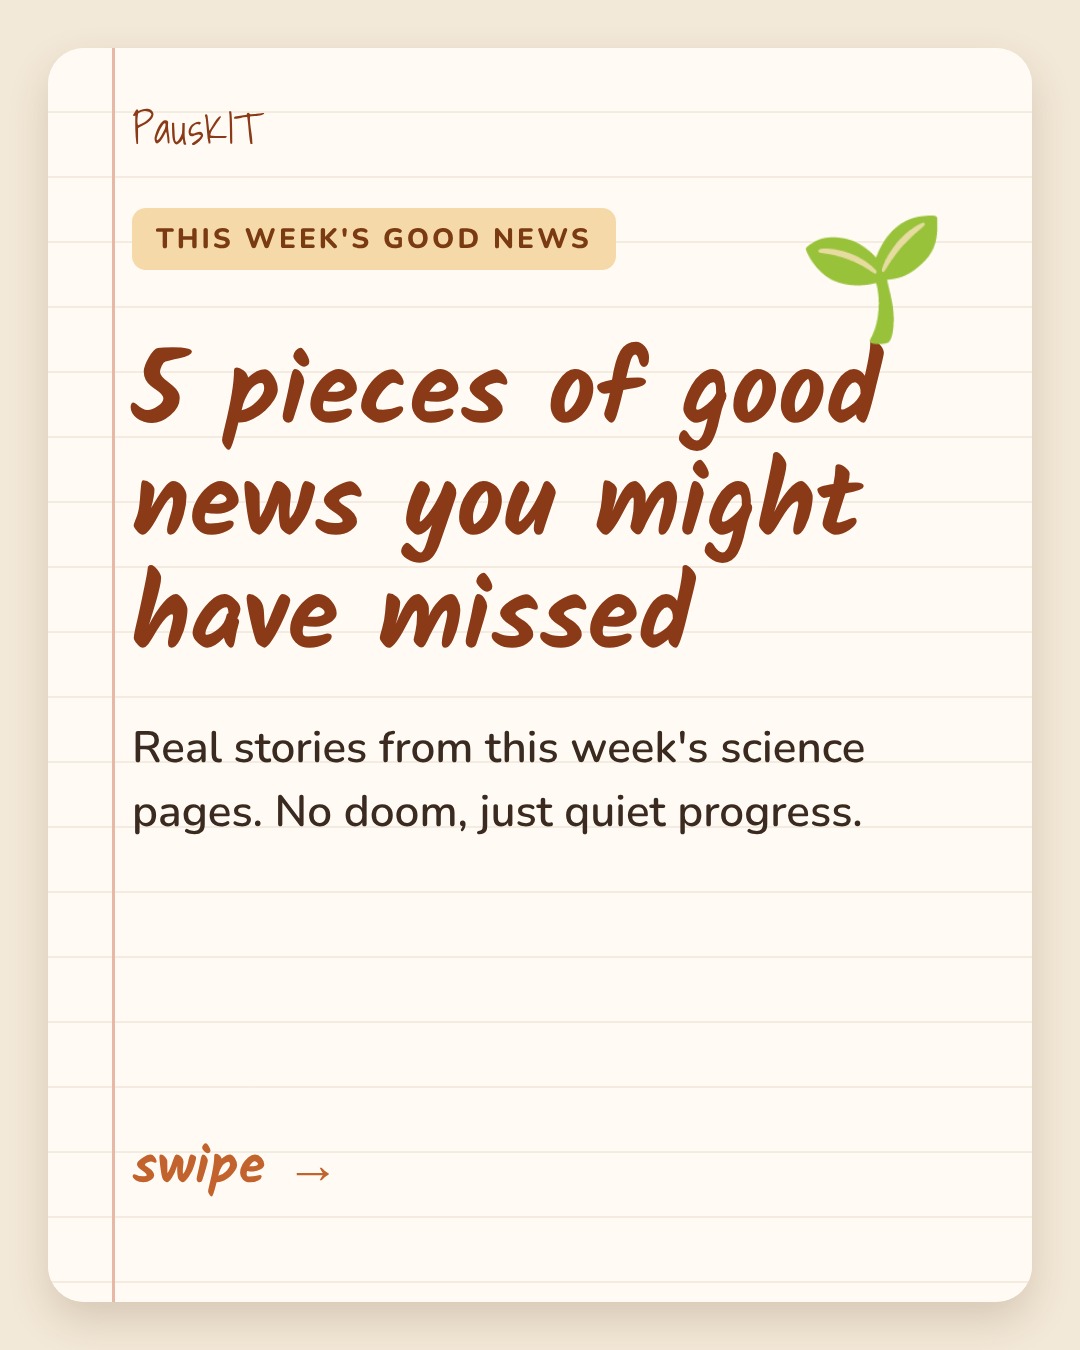 PausKIT
THIS WEEK'S GOOD NEWS
5 pieces of good
news you might
have missed
Real stories from this week's science
pages. No doom, just quiet progress.
swipe →